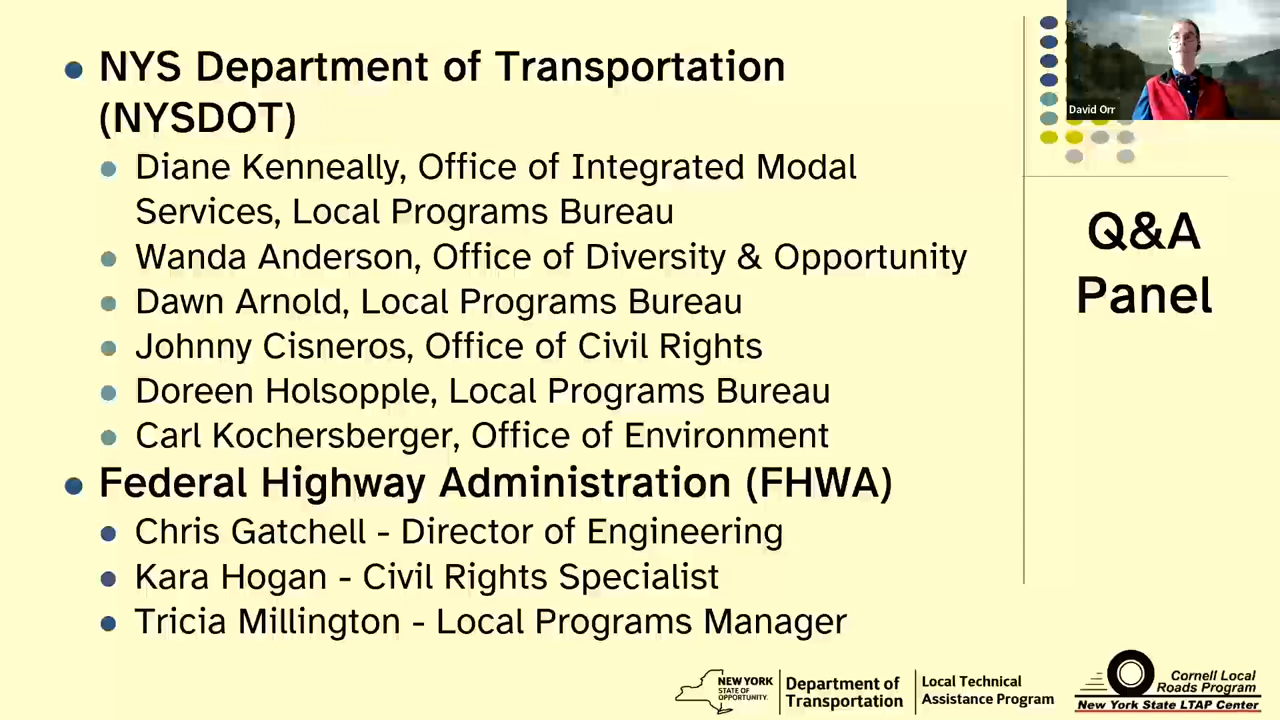 NYS Department of Transportation
(NYSDOT)
Diane Kenneally, Office of Integrated Modal
Services, Local Programs Bureau
Wanda Anderson, Office of Diversity & Opportunity
Dawn Arnold, Local Programs Bureau
Johnny Cisneros, Office of Civil Rights
Doreen Holsopple, Local Programs Bureau
Carl Kochersberger, Office of Environment
Federal Highway Administration (FHWA)
Chris Gatchell - Director of Engineering
Kara Hogan - Civil Rights Specialist
Tricia Millington - Local Programs Manager
David Orr
Q&A
Panel
NEW YORK
STATE OF
OPPORTUNITY.
Department of
Transportation
Local Technical
Assistance Program
Cornell Local
Roads Program
New York State LTAP Center